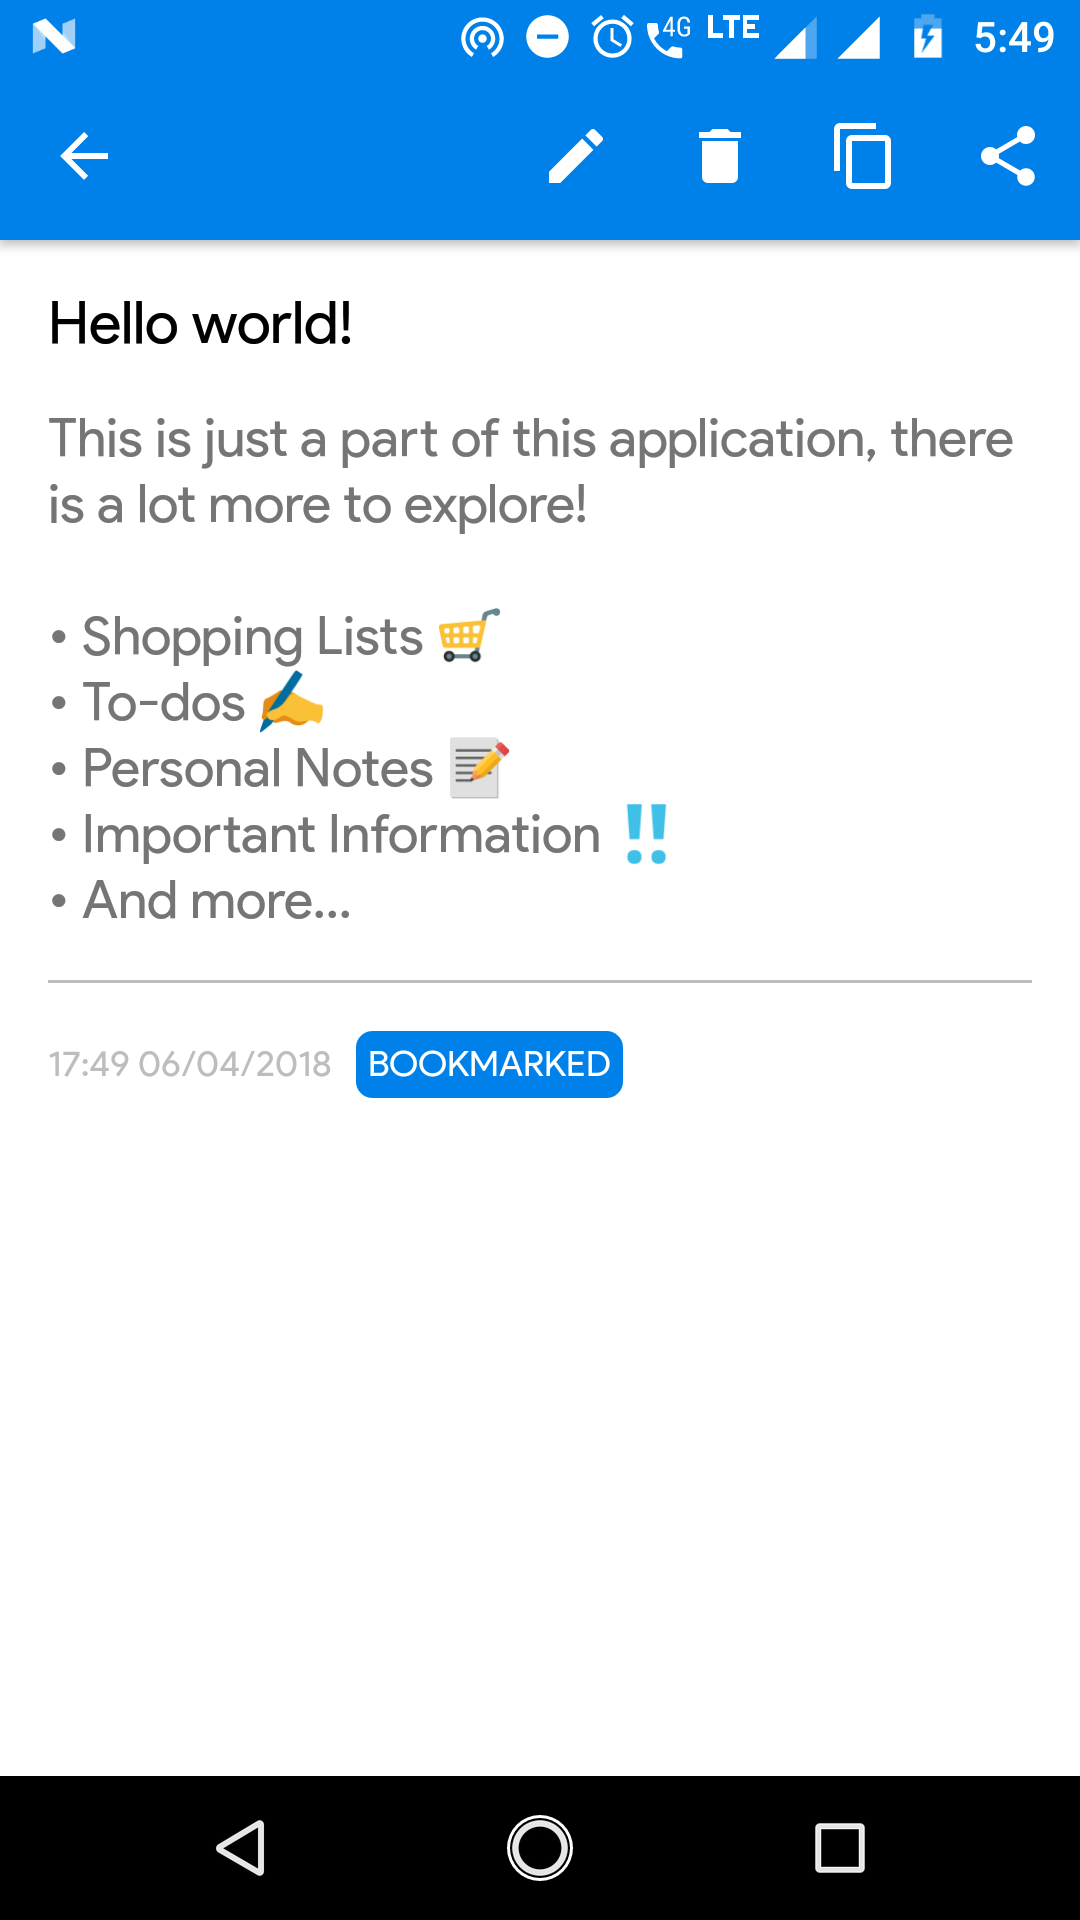 4G LTE 5:49
Hello world!
This is just a part of this application, there
is a lot more to explore!
• Shopping Lists 🛒
• To-dos ✍
• Personal Notes 📝
• Important Information ‼
• And more...
17:49 06/04/2018 BOOKMARKED